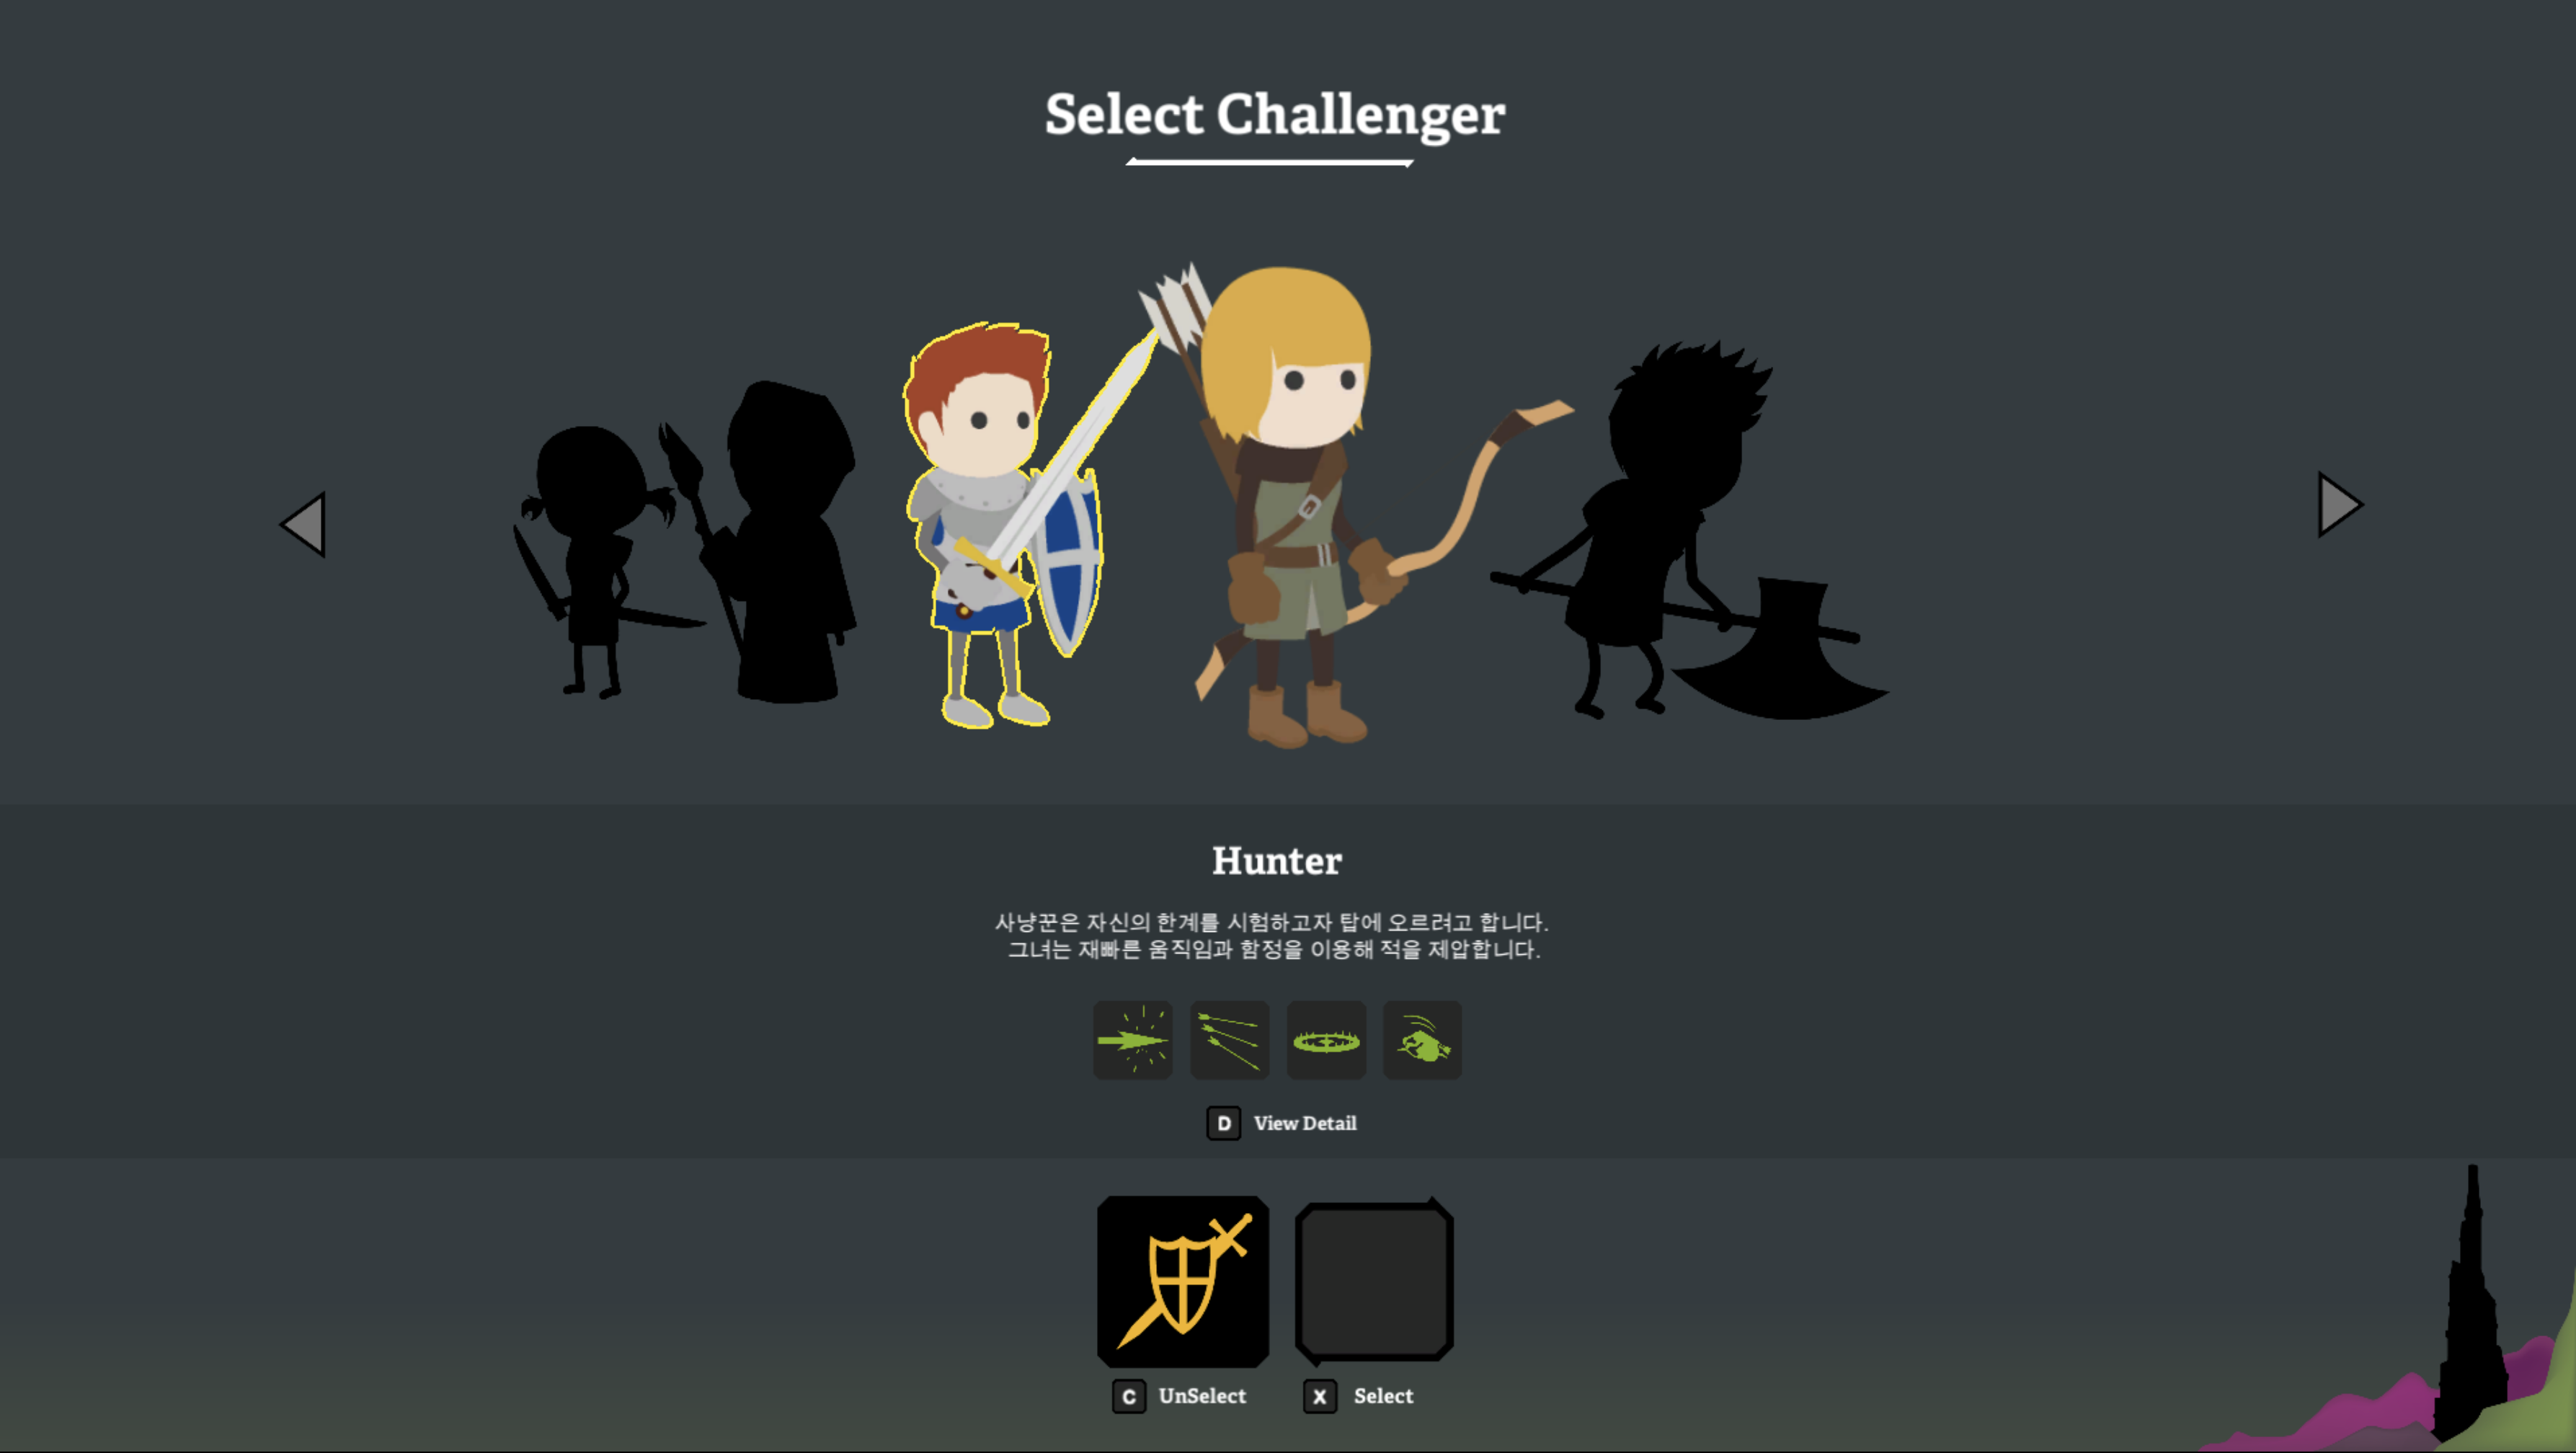 Select Challenger
Hunter
사냥꾼은 자신의 한계를 시험하고자 탑에 오르려고 합니다.
그녀는 재빠른 움직임과 함정을 이용해 적을 제압합니다.
D View Detail
C UnSelect X Select